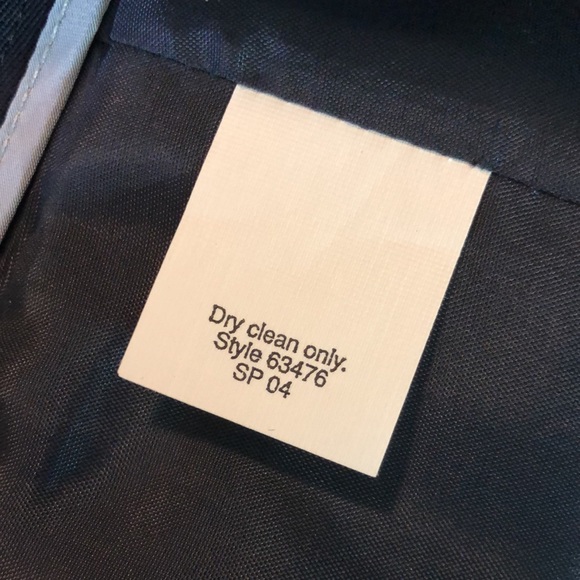 Dry clean only.
Style 63476
SP 04